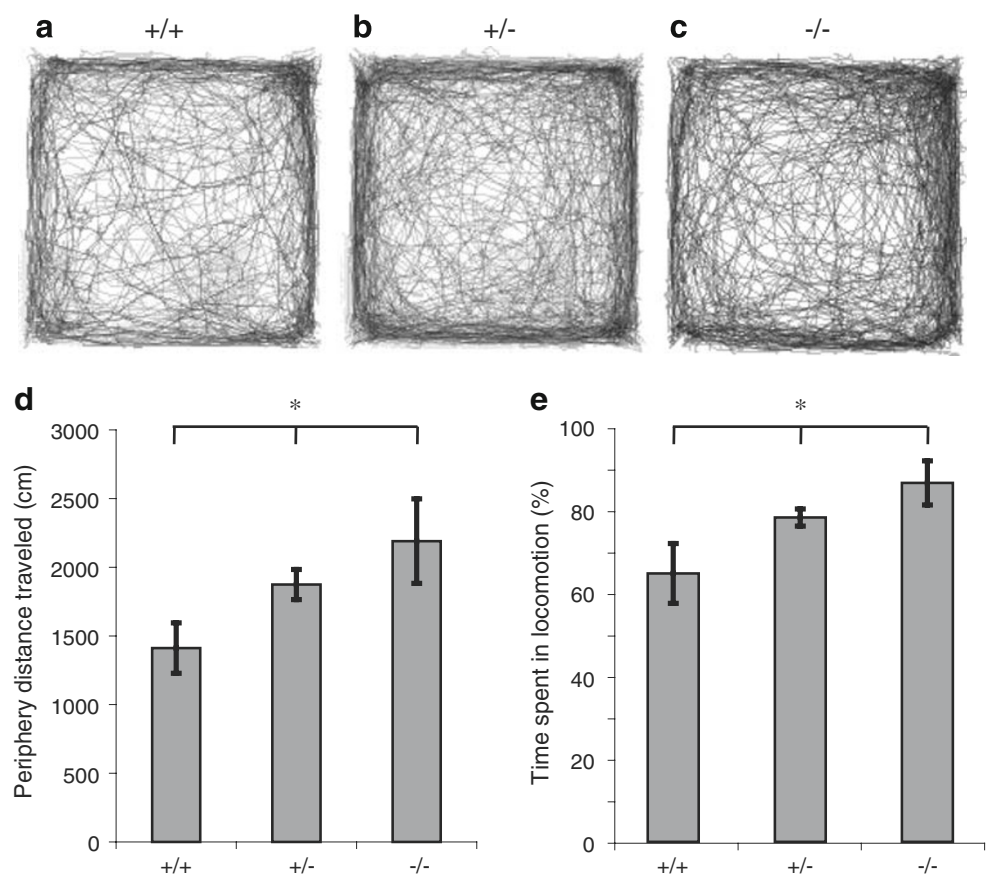 a +/+
b +/-
c -/-
d
*
Periphery distance traveled (cm)
3000
2500
2000
1500
1000
500
0
+/+ +/- -/-
e
*
Time spent in locomotion (%)
100
80
60
40
20
0
+/+ +/- -/-